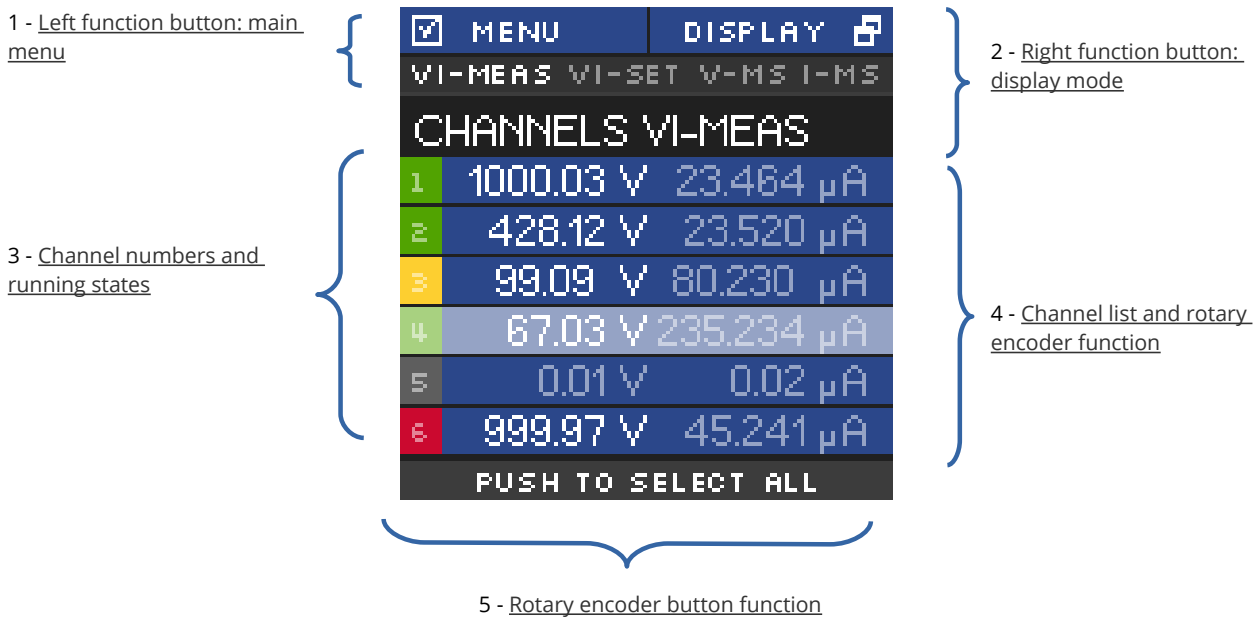 1 - Left function button: main
menu
MENU
DISPLAY
2 - Right function button:
display mode
VI-MEAS VI-SET V-MS I-MS
CHANNELS VI-MEAS
1 1000.03 V 23.464 µA
2 428.12 V 23.520 µA
3 99.09 V 80.230 µA
4 67.03 V 235.234 µA
5 0.01 V 0.02 µA
6 999.97 V 45.241 µA
PUSH TO SELECT ALL
3 - Channel numbers and
running states
4 - Channel list and rotary
encoder function
5 - Rotary encoder button function